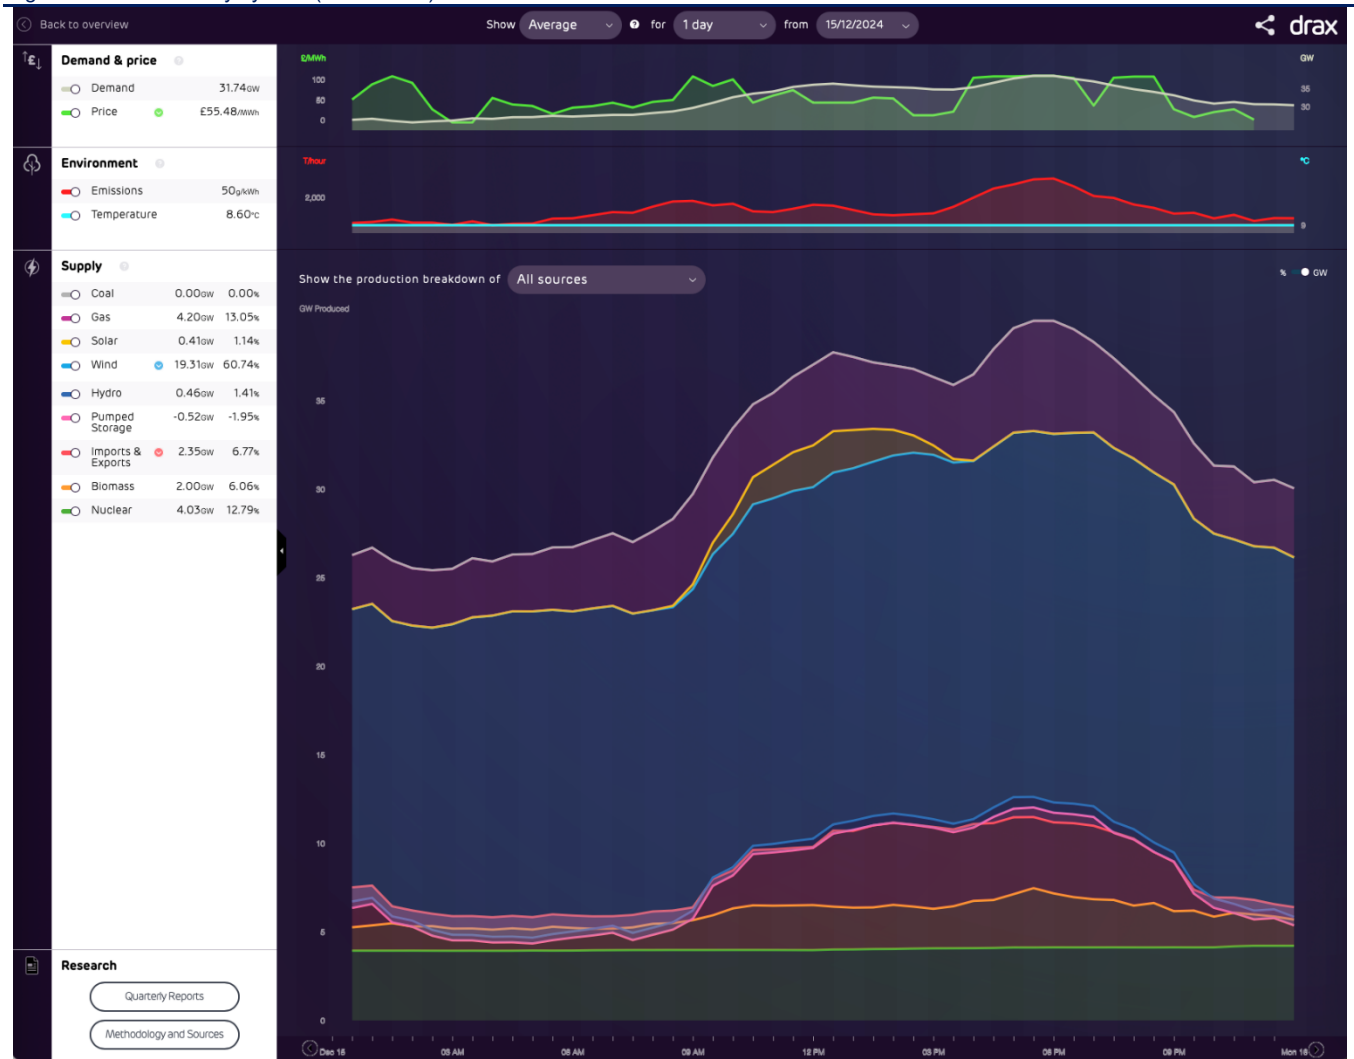 Back to overview
Show Average for 1 day from 15/12/2024
drax
Demand & price
Demand 31.74GW
Price £55.48/MWh
£/MWh
100
80
0
GW
35
30
Environment
Emissions 50g/kWh
Temperature 8.60°C
T/hour
2,000
°C
9
Supply
Coal 0.00GW 0.00%
Gas 4.20GW 13.05%
Solar 0.41GW 1.14%
Wind 19.31GW 60.74%
Hydro 0.46GW 1.41%
Pumped -0.52GW -1.95%
Storage
Imports & 2.35GW 6.77%
Exports
Biomass 2.00GW 6.06%
Nuclear 4.03GW 12.79%
Show the production breakdown of All sources
% GW
GW Produced
35
30
25
20
15
10
5
0
Research
Quarterly Reports
Methodology and Sources
Dec 15 03 AM 06 AM 09 AM 12 PM 03 PM 06 PM 09 PM Mon 16